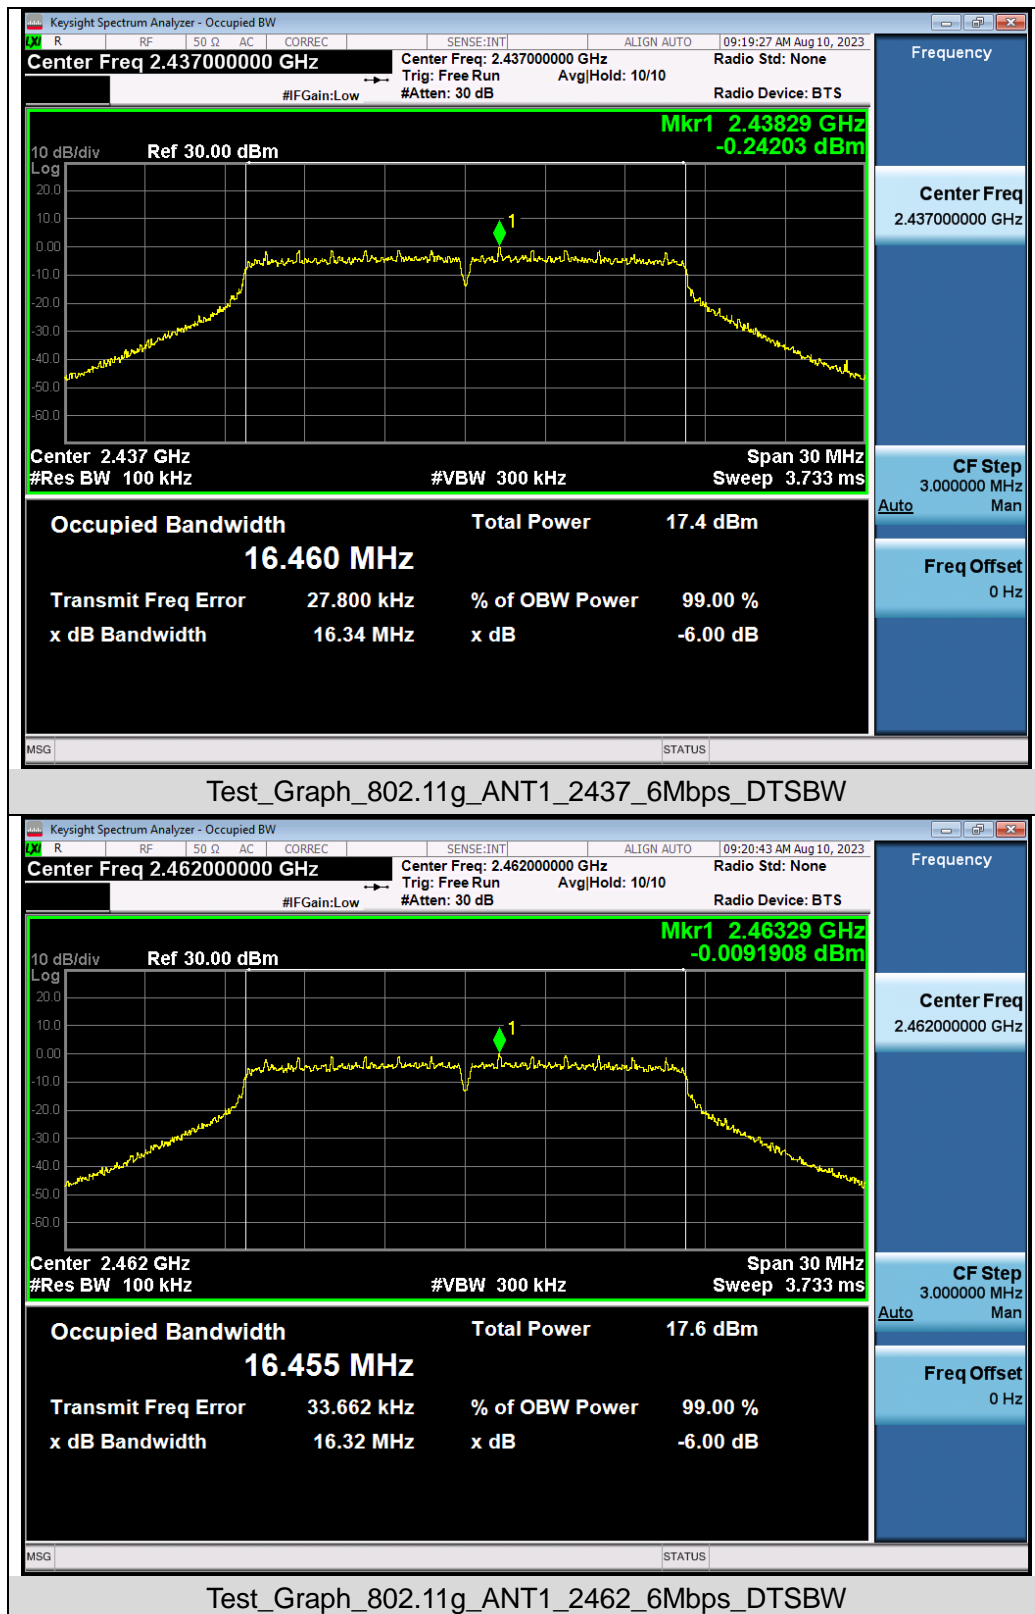 Keysight Spectrum Analyzer - Occupied BW
LXI R RF 50 Ω AC CORREC SENSE:INT ALIGN AUTO 09:19:27 AM Aug 10, 2023
Center Freq 2.437000000 GHz
Center Freq: 2.437000000 GHz
Radio Std: None
Trig: Free Run Avg|Hold: 10/10
#IFGain:Low
#Atten: 30 dB
Radio Device: BTS
Mkr1 2.43829 GHz
-0.24203 dBm
10 dB/div Ref 30.00 dBm
Log
20.0
10.0
0.00
-10.0
-20.0
-30.0
-40.0
-50.0
-60.0
1
Center 2.437 GHz Span 30 MHz
#Res BW 100 kHz #VBW 300 kHz Sweep 3.733 ms
Occupied Bandwidth Total Power 17.4 dBm
16.460 MHz
Transmit Freq Error 27.800 kHz % of OBW Power 99.00 %
x dB Bandwidth 16.34 MHz x dB -6.00 dB
MSG STATUS
Frequency
Center Freq
2.437000000 GHz
CF Step
3.000000 MHz
Auto Man
Freq Offset
0 Hz
Test_Graph_802.11g_ANT1_2437_6Mbps_DTSBW
Keysight Spectrum Analyzer - Occupied BW
LXI R RF 50 Ω AC CORREC SENSE:INT ALIGN AUTO 09:20:43 AM Aug 10, 2023
Center Freq 2.462000000 GHz
Center Freq: 2.462000000 GHz
Radio Std: None
Trig: Free Run Avg|Hold: 10/10
#IFGain:Low
#Atten: 30 dB
Radio Device: BTS
Mkr1 2.46329 GHz
-0.0091908 dBm
10 dB/div Ref 30.00 dBm
Log
20.0
10.0
0.00
-10.0
-20.0
-30.0
-40.0
-50.0
-60.0
1
Center 2.462 GHz Span 30 MHz
#Res BW 100 kHz #VBW 300 kHz Sweep 3.733 ms
Occupied Bandwidth Total Power 17.6 dBm
16.455 MHz
Transmit Freq Error 33.662 kHz % of OBW Power 99.00 %
x dB Bandwidth 16.32 MHz x dB -6.00 dB
MSG STATUS
Frequency
Center Freq
2.462000000 GHz
CF Step
3.000000 MHz
Auto Man
Freq Offset
0 Hz
Test_Graph_802.11g_ANT1_2462_6Mbps_DTSBW